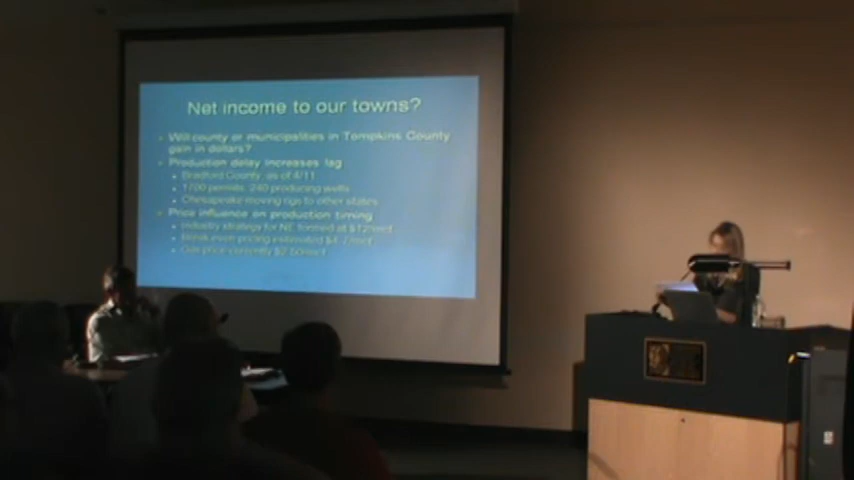 Net income to our towns?
Will county or municipalities in Tompkins County
gain in dollars?
Production delay increases lag
Bradford County as of 4/11
1700 permits 240 producing wells
Chesapeake moving rigs to other states
Price influence on production timing
Industry strategy for NE formed at $12/mcf
Break even pricing estimated
Gas price currently $2.50/mcf